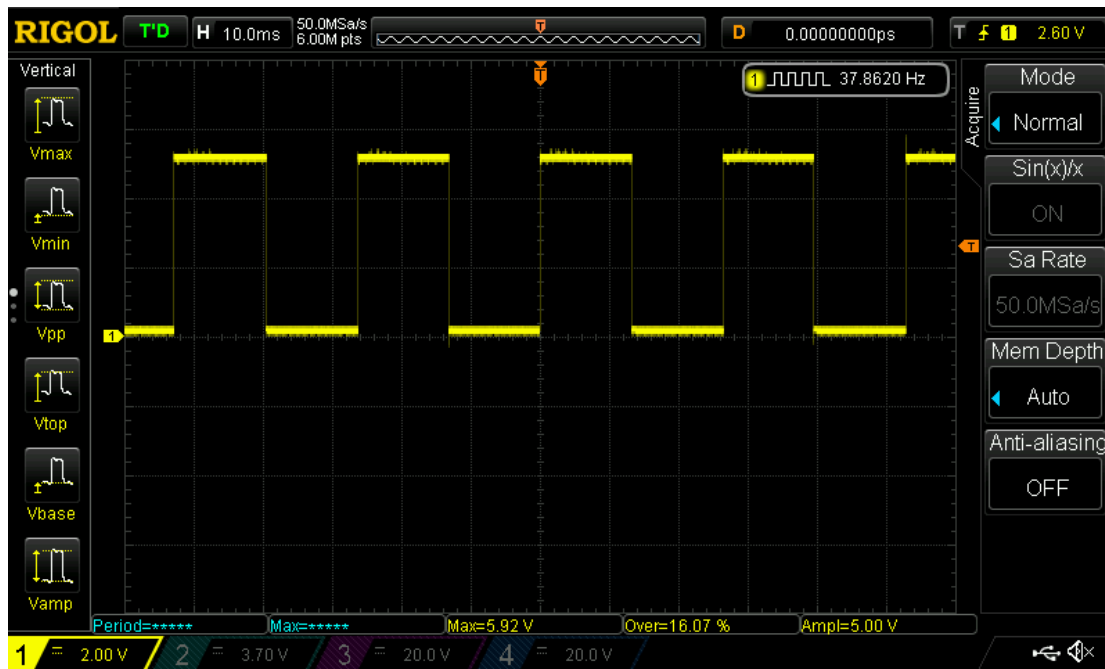 RIGOL T'D H 10.0ms 50.0MSa/s 6.00M pts T D 0.00000000ps T 1 2.60 V
Vertical
Vmax
Vmin
Vpp
Vtop
Vbase
Vamp
T
1 37.8620 Hz
T
1
Acquire
Mode
Normal
Sin(x)/x
ON
Sa Rate
50.0MSa/s
Mem Depth
Auto
Anti-aliasing
OFF
Period=***** Max=***** Max=5.92 V Over=16.07 % Ampl=5.00 V
1 = 2.00 V 2 = 3.70 V 3 = 20.0 V 4 = 20.0 V